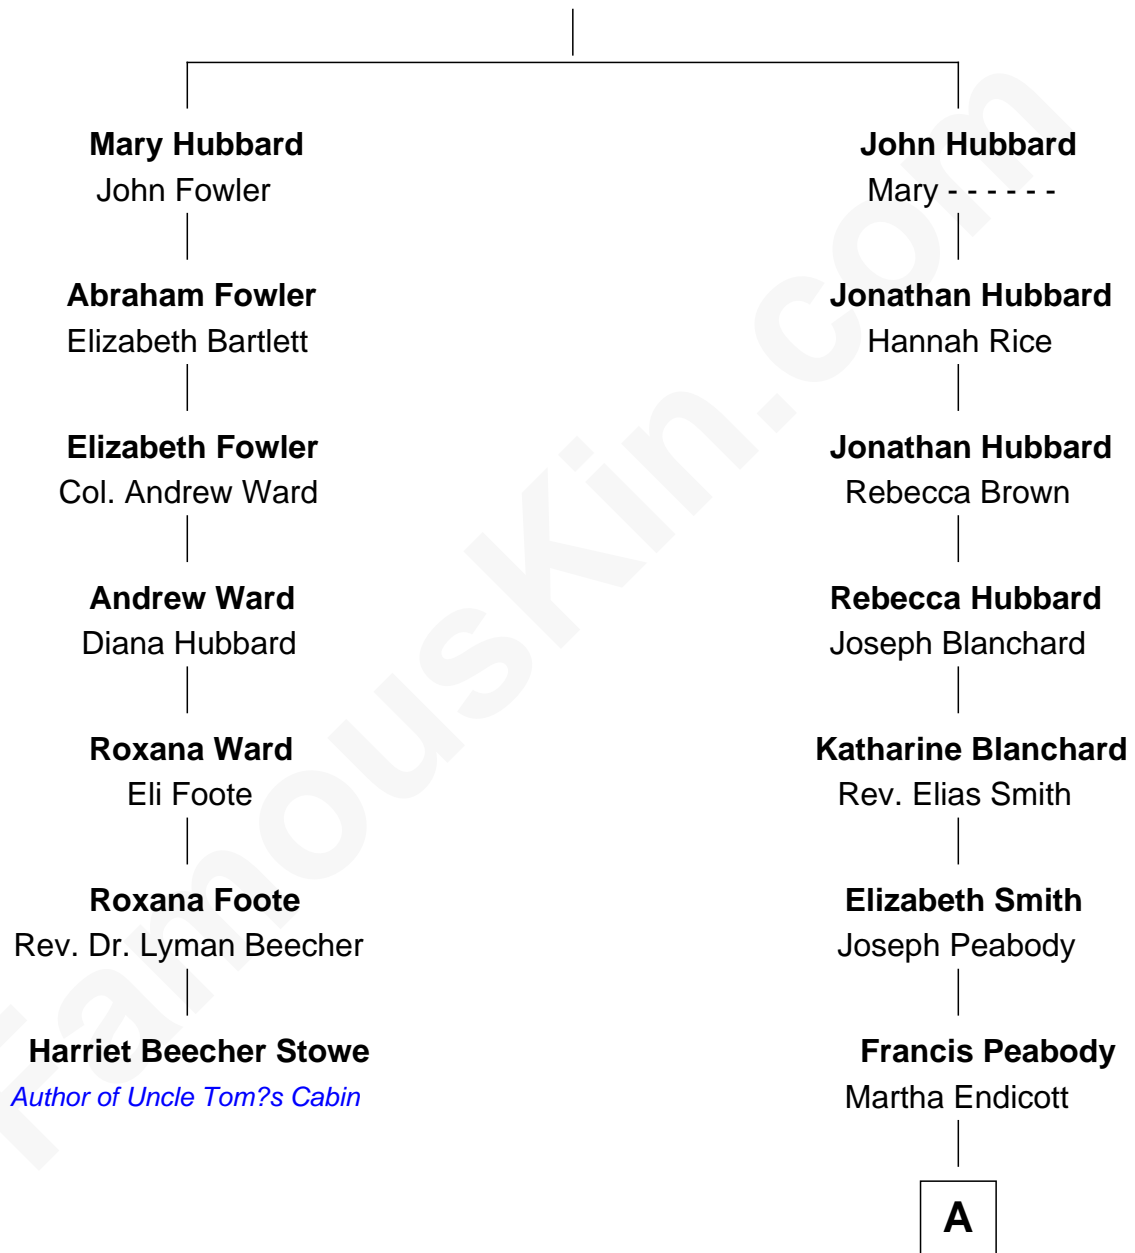 Mary Hubbard
John Fowler
Abraham Fowler
Elizabeth Bartlett
Elizabeth Fowler
Col. Andrew Ward
Andrew Ward
Diana Hubbard
Roxana Ward
Eli Foote
Roxana Foote
Rev. Dr. Lyman Beecher
Harriet Beecher Stowe
Author of Uncle Tom?s Cabin
John Hubbard
Mary - - - - - -
Jonathan Hubbard
Hannah Rice
Jonathan Hubbard
Rebecca Brown
Rebecca Hubbard
Joseph Blanchard
Katharine Blanchard
Rev. Elias Smith
Elizabeth Smith
Joseph Peabody
Francis Peabody
Martha Endicott
A
FamousKin.com